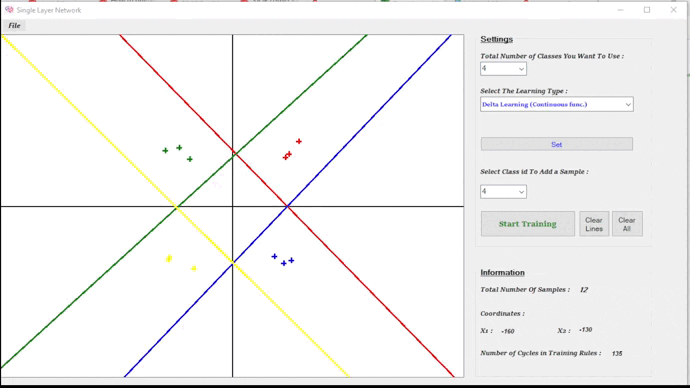 Single Layer Network
File
Settings
Total Number of Classes You Want To Use :
4
Select The Learning Type :
Delta Learning (Continuous func.)
Set
Select Class id To Add a Sample :
4
Start Training
Clear Lines
Clear All
Information
Total Number Of Samples : 12
Coordinates :
X1 : -160 X2 : -130
Number of Cycles in Training Rules : 135